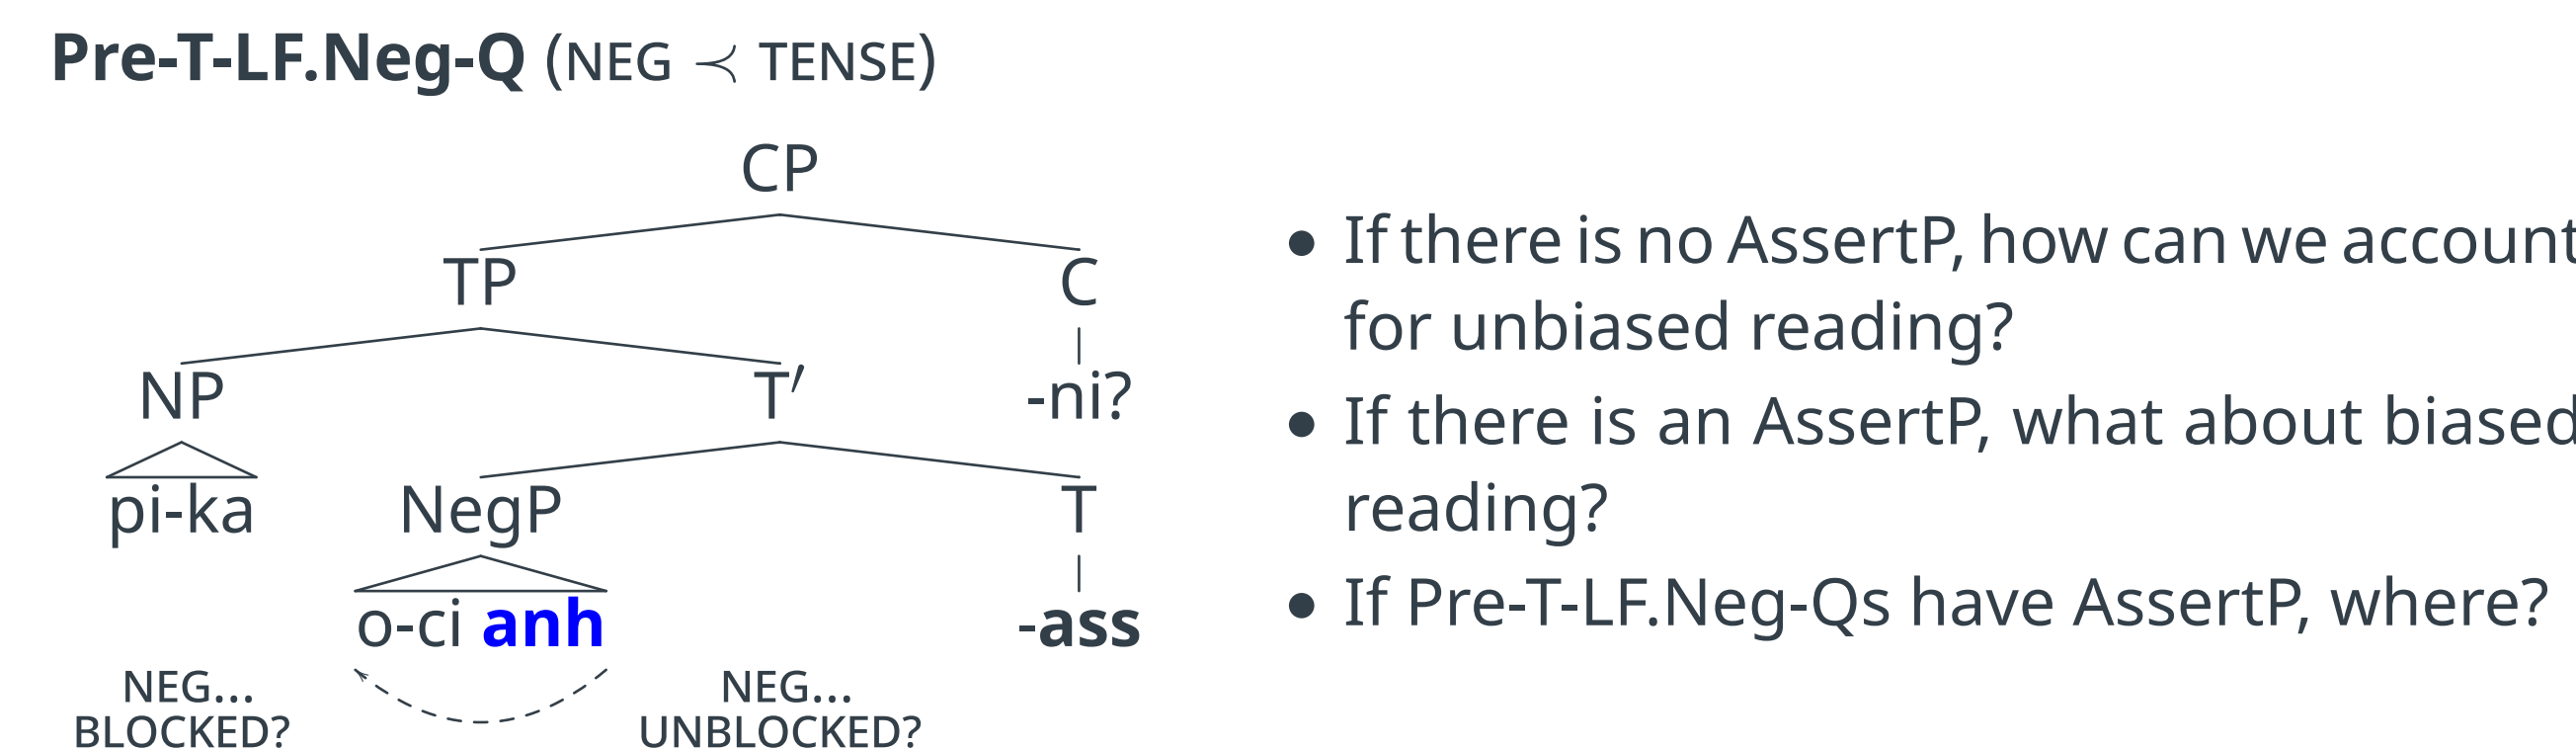 Pre-T-LF.Neg-Q (NEG ≺ TENSE)
CP
TP C
NP T′ -ni?
pi-ka NegP T
o-ci anh -ass
NEG...
BLOCKED?
NEG...
UNBLOCKED?
• If there is no AssertP, how can we account
for unbiased reading?
• If there is an AssertP, what about biased
reading?
• If Pre-T-LF.Neg-Qs have AssertP, where?